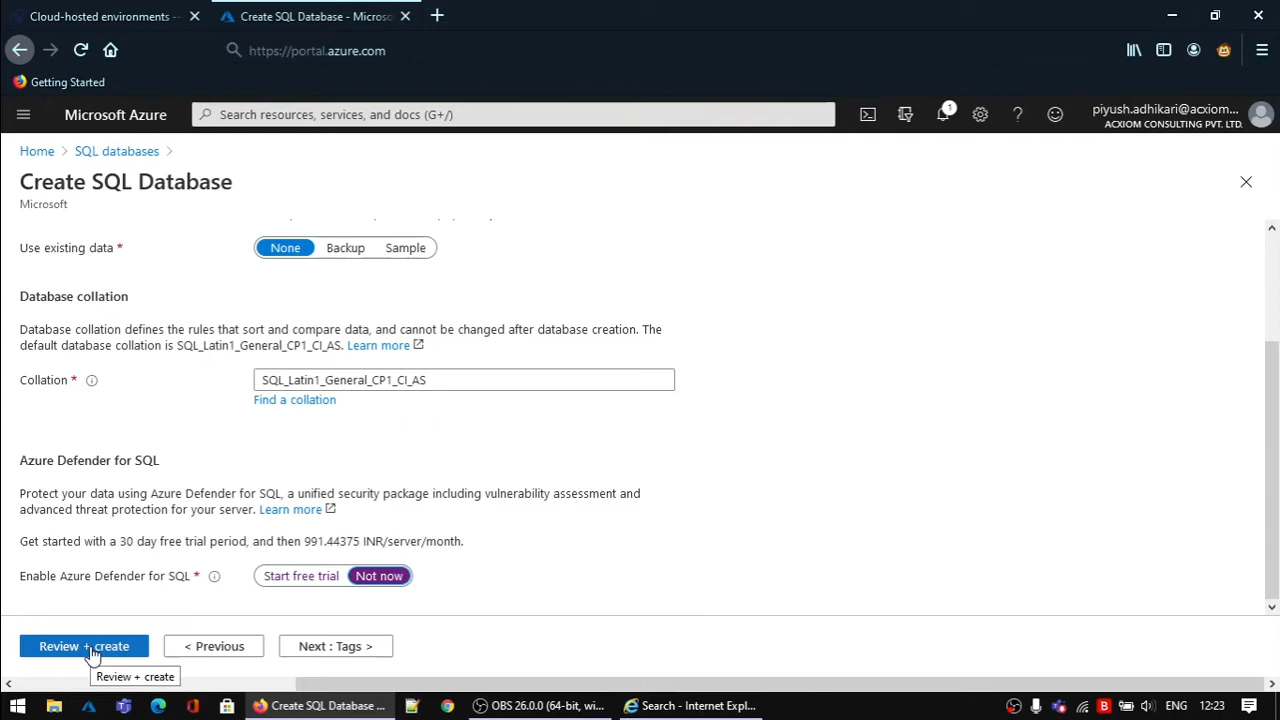 Cloud-hosted environments --
Create SQL Database - Microso
https://portal.azure.com
Getting Started
Microsoft Azure
Search resources, services, and docs (G+/)
1
piyush.adhikari@acxiom...
ACXIOM CONSULTING PVT. LTD.
Home > SQL databases >
Create SQL Database
Microsoft
Use existing data *
None Backup Sample
Database collation
Database collation defines the rules that sort and compare data, and cannot be changed after database creation. The
default database collation is SQL_Latin1_General_CP1_CI_AS. Learn more
Collation *
SQL_Latin1_General_CP1_CI_AS
Find a collation
Azure Defender for SQL
Protect your data using Azure Defender for SQL, a unified security package including vulnerability assessment and
advanced threat protection for your server. Learn more
Get started with a 30 day free trial period, and then 991.44375 INR/server/month.
Enable Azure Defender for SQL *
Start free trial Not now
Review + create
< Previous
Next : Tags >
Review + create
Create SQL Database ...
OBS 26.0.0 (64-bit, wi...
Search - Internet Expl...
ENG
12:23